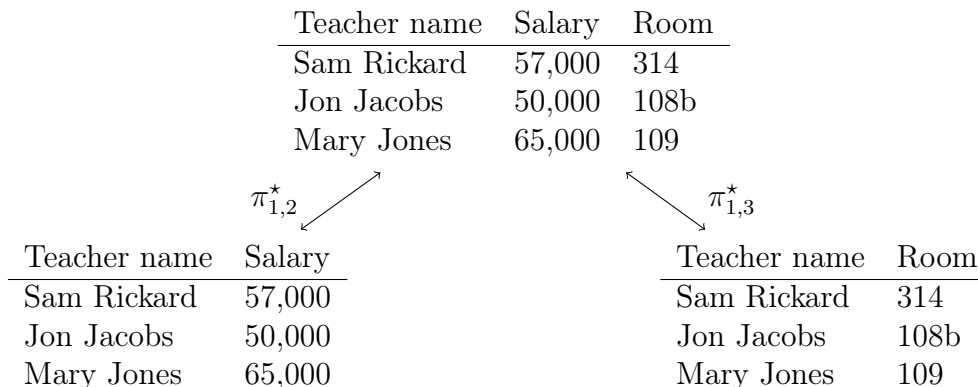 Teacher name Salary Room
Sam Rickard 57,000 314
Jon Jacobs 50,000 108b
Mary Jones 65,000 109
π⋆1,2 π⋆1,3
Teacher name Salary Teacher name Room
Sam Rickard 57,000 Sam Rickard 314
Jon Jacobs 50,000 Jon Jacobs 108b
Mary Jones 65,000 Mary Jones 109